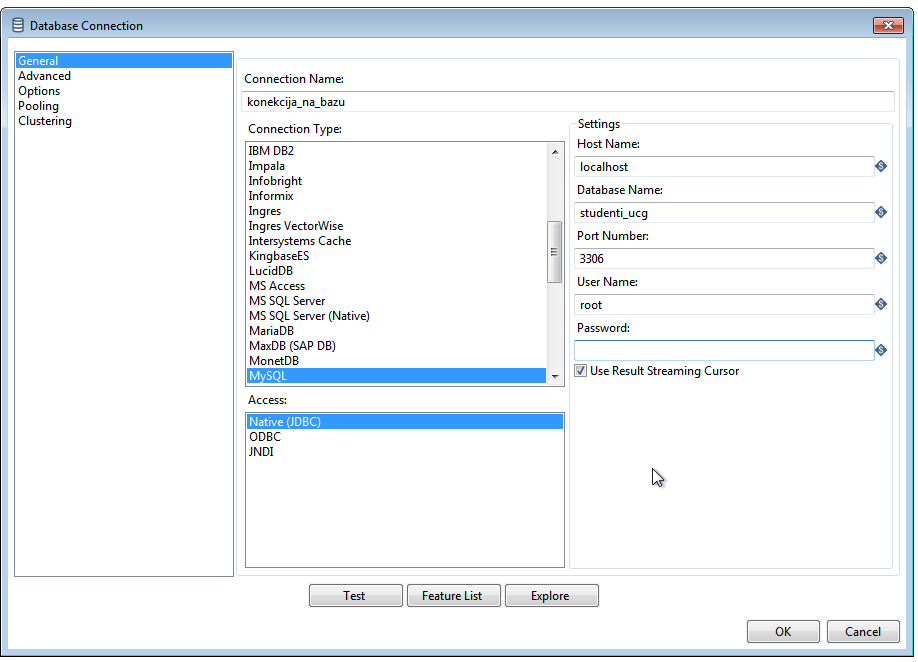 Database Connection
General
Advanced
Options
Pooling
Clustering
Connection Name:
konekcija_na_bazu
Connection Type:
IBM DB2
Impala
Infobright
Informix
Ingres
Ingres VectorWise
Intersystems Cache
KingbaseES
LucidDB
MS Access
MS SQL Server
MS SQL Server (Native)
MariaDB
MaxDB (SAP DB)
MonetDB
MySQL
Access:
Native (JDBC)
ODBC
JNDI
Settings
Host Name:
localhost
Database Name:
studenti_ucg
Port Number:
3306
User Name:
root
Password:
Use Result Streaming Cursor
Test
Feature List
Explore
OK
Cancel